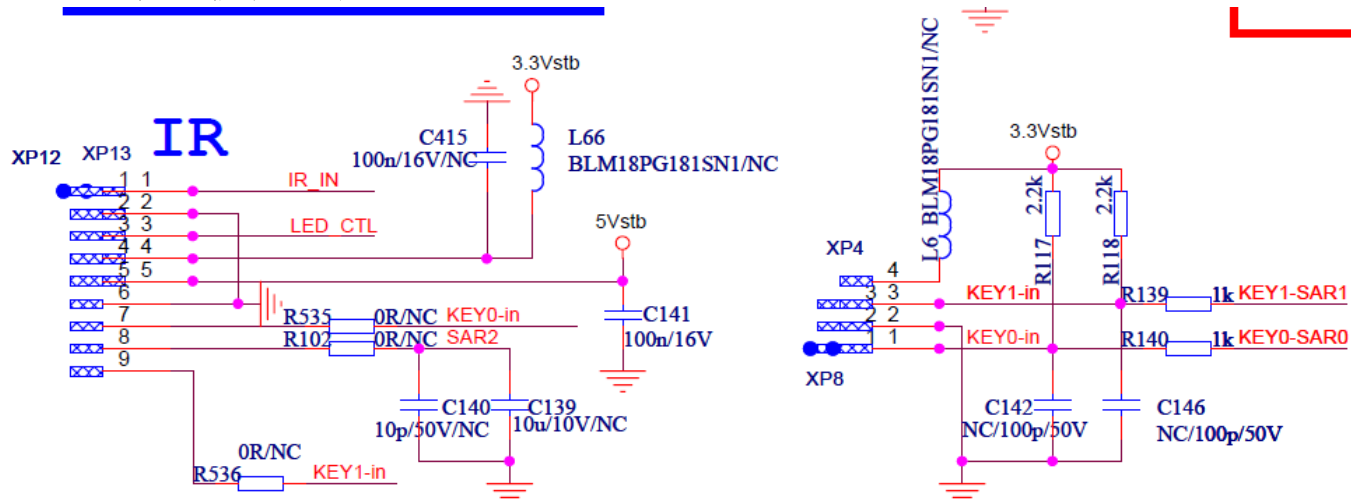 3.3Vstb
IR
C415
100n/16V/NC
L66
BLM18PG181SN1/NC
XP12
XP13
1 1
2 2
3 3
4 4
5 5
6
7
8
9
IR_IN
LED_CTL
5Vstb
C141
100n/16V
R535
0R/NC
KEY0-in
R102
0R/NC
SAR2
C140
10p/50V/NC
C139
10u/10V/NC
R536
0R/NC
KEY1-in
L6 BLM18PG181SN1/NC
3.3Vstb
2.2k
R117
2.2k
R118
XP4
4
3 3
2 2
1 1
XP8
KEY1-in
R139
1k
KEY1-SAR1
KEY0-in
R140
1k
KEY0-SAR0
C142
NC/100p/50V
C146
NC/100p/50V